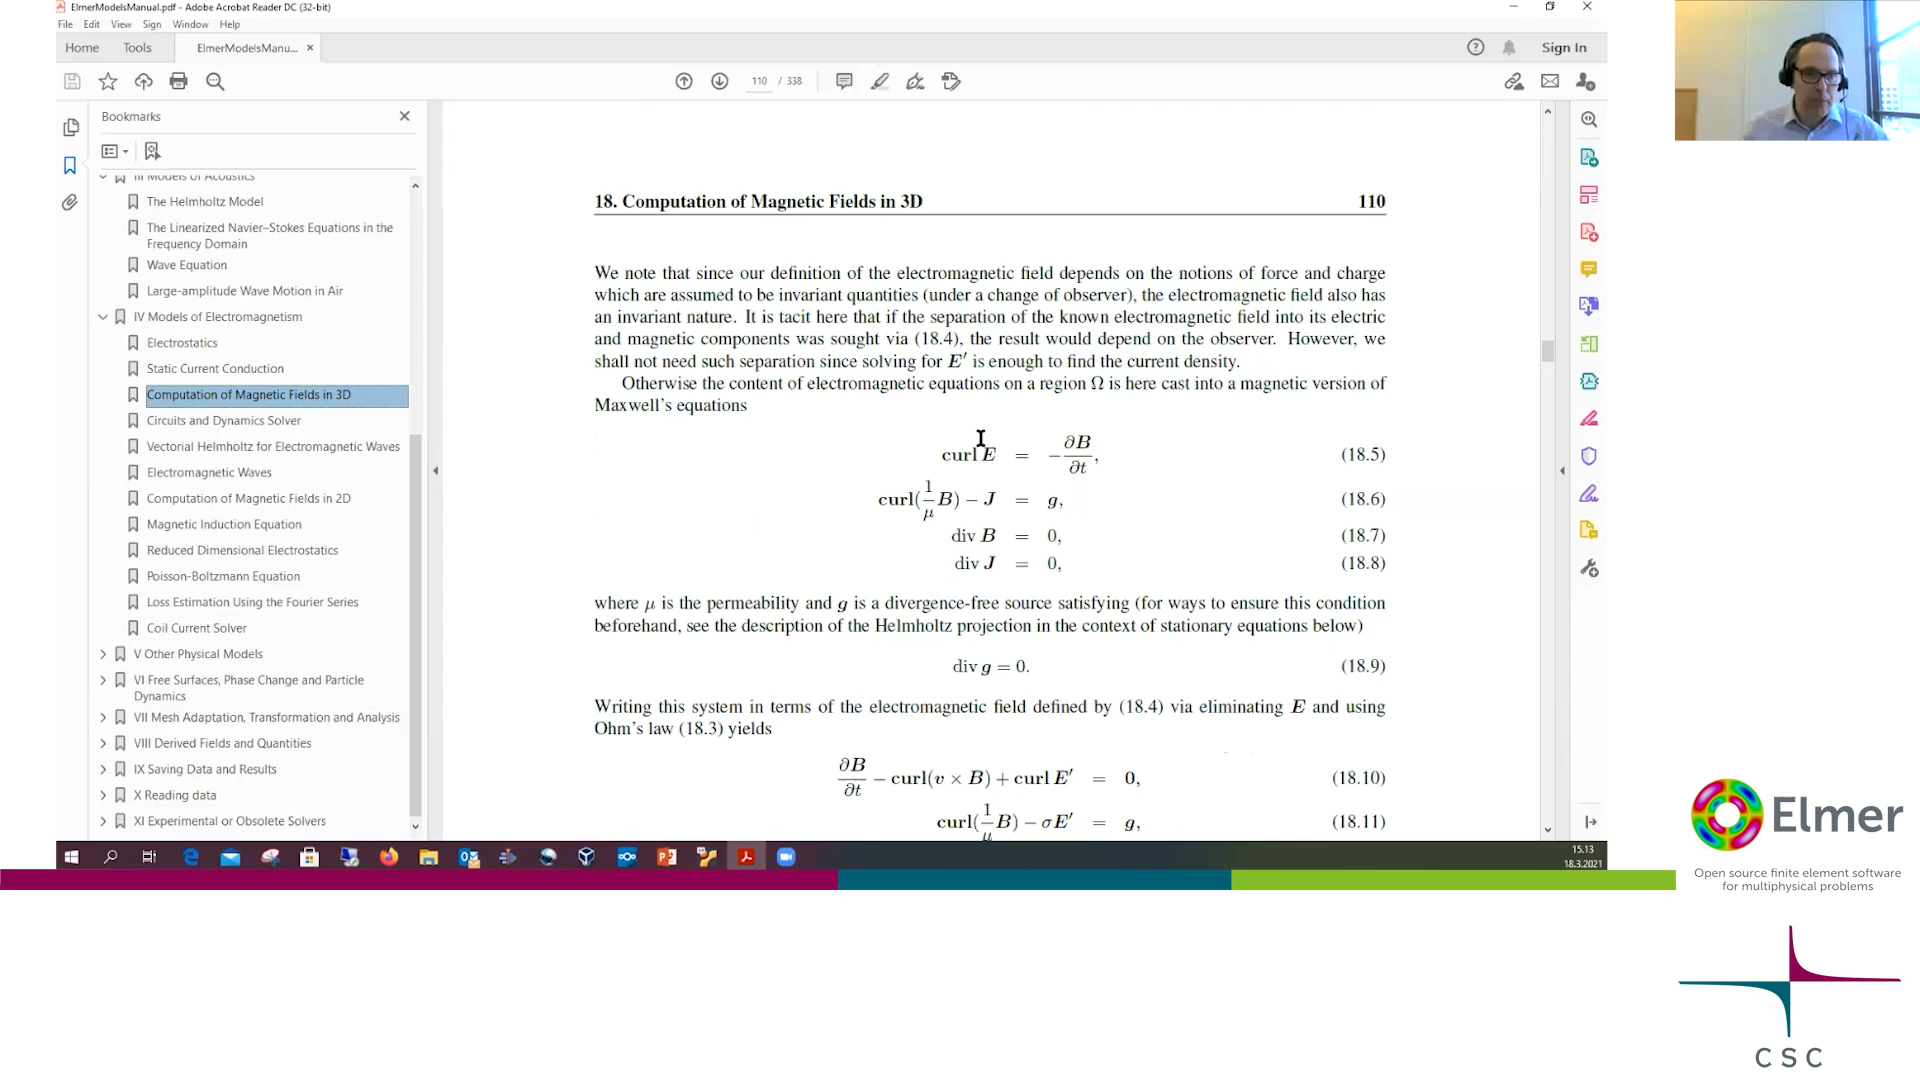 ElmerModelsManual.pdf - Adobe Acrobat Reader DC (32-bit)
File Edit View Sign Window Help
Home Tools ElmerModelsManu... × Sign In
110 / 338
Bookmarks
III Models of Acoustics
The Helmholtz Model
The Linearized Navier–Stokes Equations in the
Frequency Domain
Wave Equation
Large-amplitude Wave Motion in Air
IV Models of Electromagnetism
Electrostatics
Static Current Conduction
Computation of Magnetic Fields in 3D
Circuits and Dynamics Solver
Vectorial Helmholtz for Electromagnetic Waves
Electromagnetic Waves
Computation of Magnetic Fields in 2D
Magnetic Induction Equation
Reduced Dimensional Electrostatics
Poisson-Boltzmann Equation
Loss Estimation Using the Fourier Series
Coil Current Solver
V Other Physical Models
VI Free Surfaces, Phase Change and Particle
Dynamics
VII Mesh Adaptation, Transformation and Analysis
VIII Derived Fields and Quantities
IX Saving Data and Results
X Reading data
XI Experimental or Obsolete Solvers
18. Computation of Magnetic Fields in 3D 110
We note that since our definition of the electromagnetic field depends on the notions of force and charge
which are assumed to be invariant quantities (under a change of observer), the electromagnetic field also has
an invariant nature. It is tacit here that if the separation of the known electromagnetic field into its electric
and magnetic components was sought via (18.4), the result would depend on the observer. However, we
shall not need such separation since solving for E′ is enough to find the current density.
Otherwise the content of electromagnetic equations on a region Ω is here cast into a magnetic version of
Maxwell's equations
curl E = −∂B/∂t, (18.5)
curl(1/μ B) − J = g, (18.6)
div B = 0, (18.7)
div J = 0, (18.8)
where μ is the permeability and g is a divergence-free source satisfying (for ways to ensure this condition
beforehand, see the description of the Helmholtz projection in the context of stationary equations below)
div g = 0. (18.9)
Writing this system in terms of the electromagnetic field defined by (18.4) via eliminating E and using
Ohm's law (18.3) yields
∂B/∂t − curl(v × B) + curl E′ = 0, (18.10)
curl(1/μ B) − σE′ = g, (18.11)
15.13
18.3.2021
Elmer
Open source finite element software
for multiphysical problems
CSC